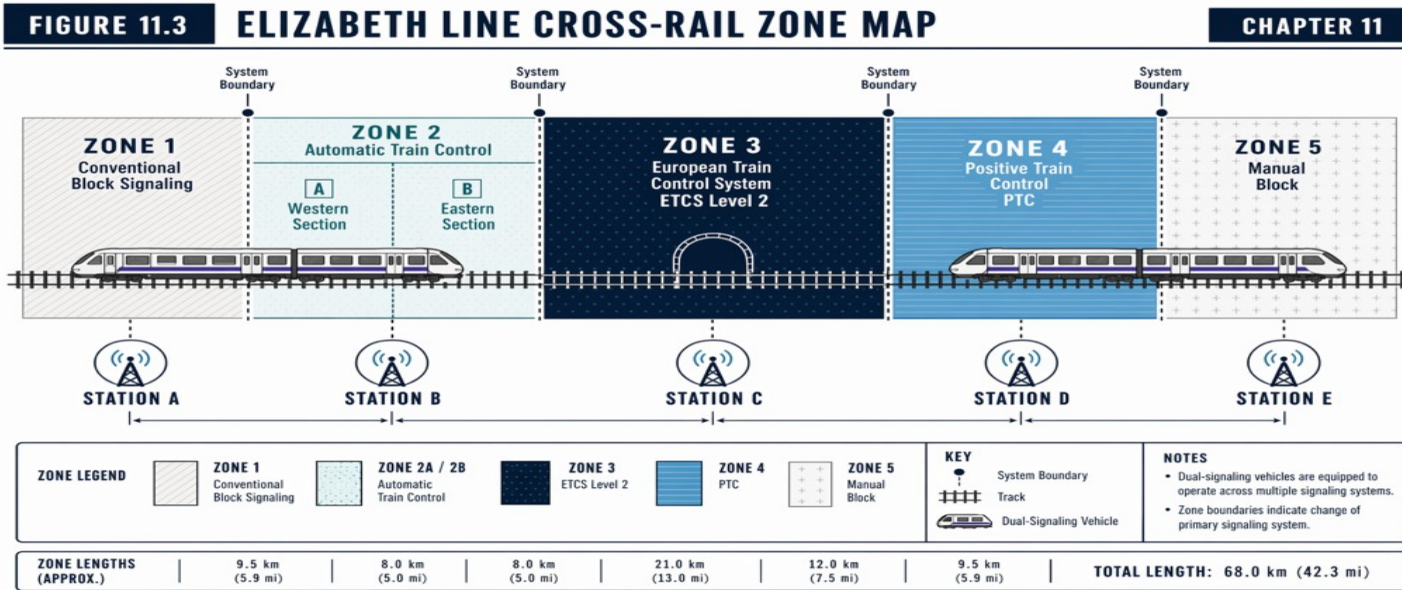 FIGURE 11.3
ELIZABETH LINE CROSS-RAIL ZONE MAP
CHAPTER 11
System
Boundary
System
Boundary
System
Boundary
System
Boundary
ZONE 1
Conventional
Block Signaling
ZONE 2
Automatic Train Control
A
Western
Section
B
Eastern
Section
ZONE 3
European Train
Control System
ETCS Level 2
ZONE 4
Positive Train
Control
PTC
ZONE 5
Manual
Block
STATION A
STATION B
STATION C
STATION D
STATION E
ZONE LEGEND
ZONE 1
Conventional
Block Signaling
ZONE 2A / 2B
Automatic
Train Control
ZONE 3
ETCS Level 2
ZONE 4
PTC
ZONE 5
Manual
Block
KEY
System Boundary
Track
Dual-Signaling Vehicle
NOTES
• Dual-signaling vehicles are equipped to
operate across multiple signaling systems.
• Zone boundaries indicate change of
primary signaling system.
ZONE LENGTHS
(APPROX.)
9.5 km
(5.9 mi)
8.0 km
(5.0 mi)
8.0 km
(5.0 mi)
21.0 km
(13.0 mi)
12.0 km
(7.5 mi)
9.5 km
(5.9 mi)
TOTAL LENGTH: 68.0 km (42.3 mi)